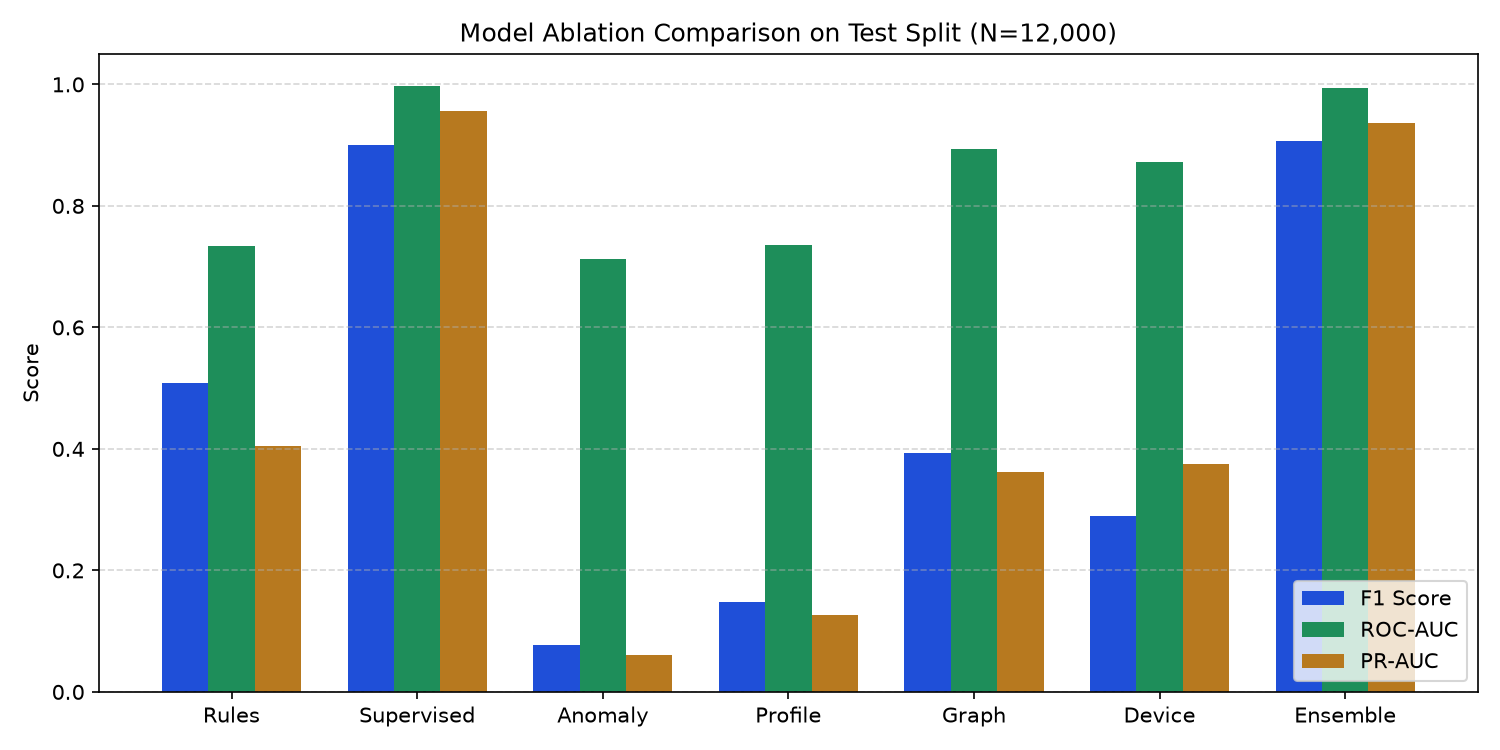 Model Ablation Comparison on Test Split (N=12,000)
Score
1.0
0.8
0.6
0.4
0.2
0.0
Rules
Supervised
Anomaly
Profile
Graph
Device
Ensemble
F1 Score
ROC-AUC
PR-AUC